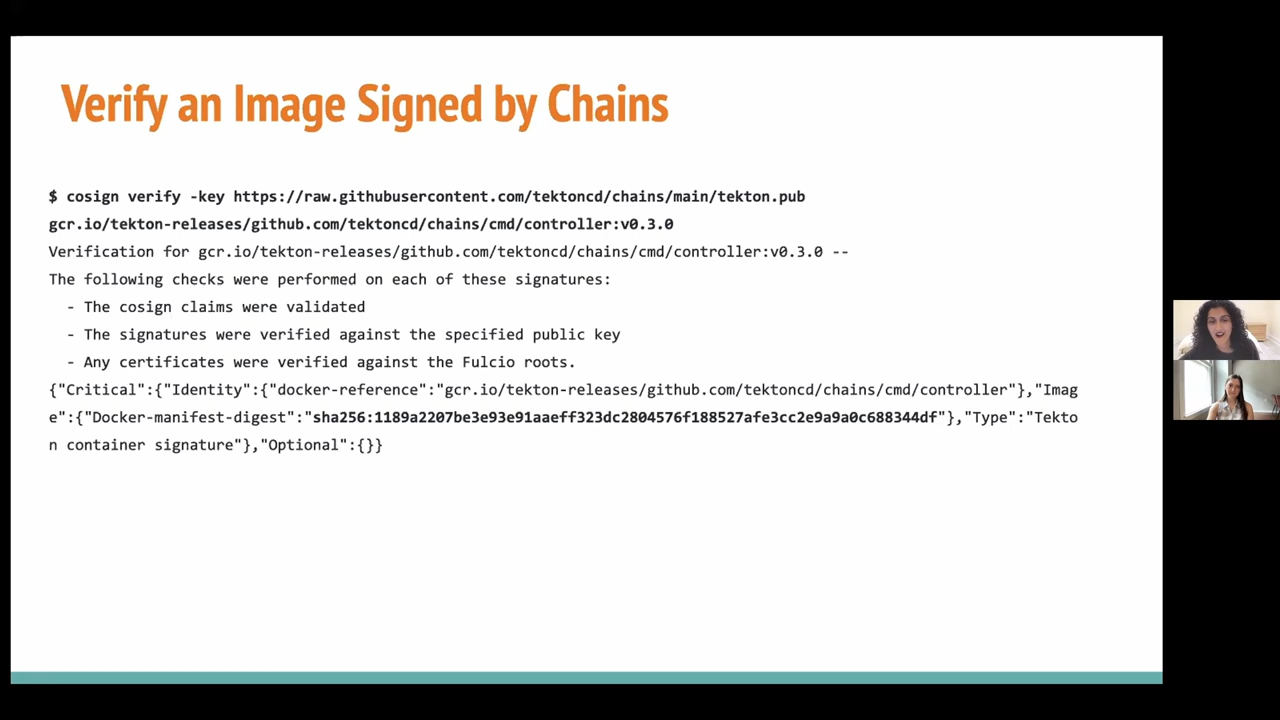 Verify an Image Signed by Chains
$ cosign verify -key https://raw.githubusercontent.com/tektoncd/chains/main/tekton.pub
gcr.io/tekton-releases/github.com/tektoncd/chains/cmd/controller:v0.3.0
Verification for gcr.io/tekton-releases/github.com/tektoncd/chains/cmd/controller:v0.3.0 --
The following checks were performed on each of these signatures:
- The cosign claims were validated
- The signatures were verified against the specified public key
- Any certificates were verified against the Fulcio roots.
{"Critical":{"Identity":{"docker-reference":"gcr.io/tekton-releases/github.com/tektoncd/chains/cmd/controller"},"Imag
e":{"Docker-manifest-digest":"sha256:1189a2207be3e93e91aaeff323dc2804576f188527afe3cc2e9a9a0c688344df"},"Type":"Tekto
n container signature"},"Optional":{}}